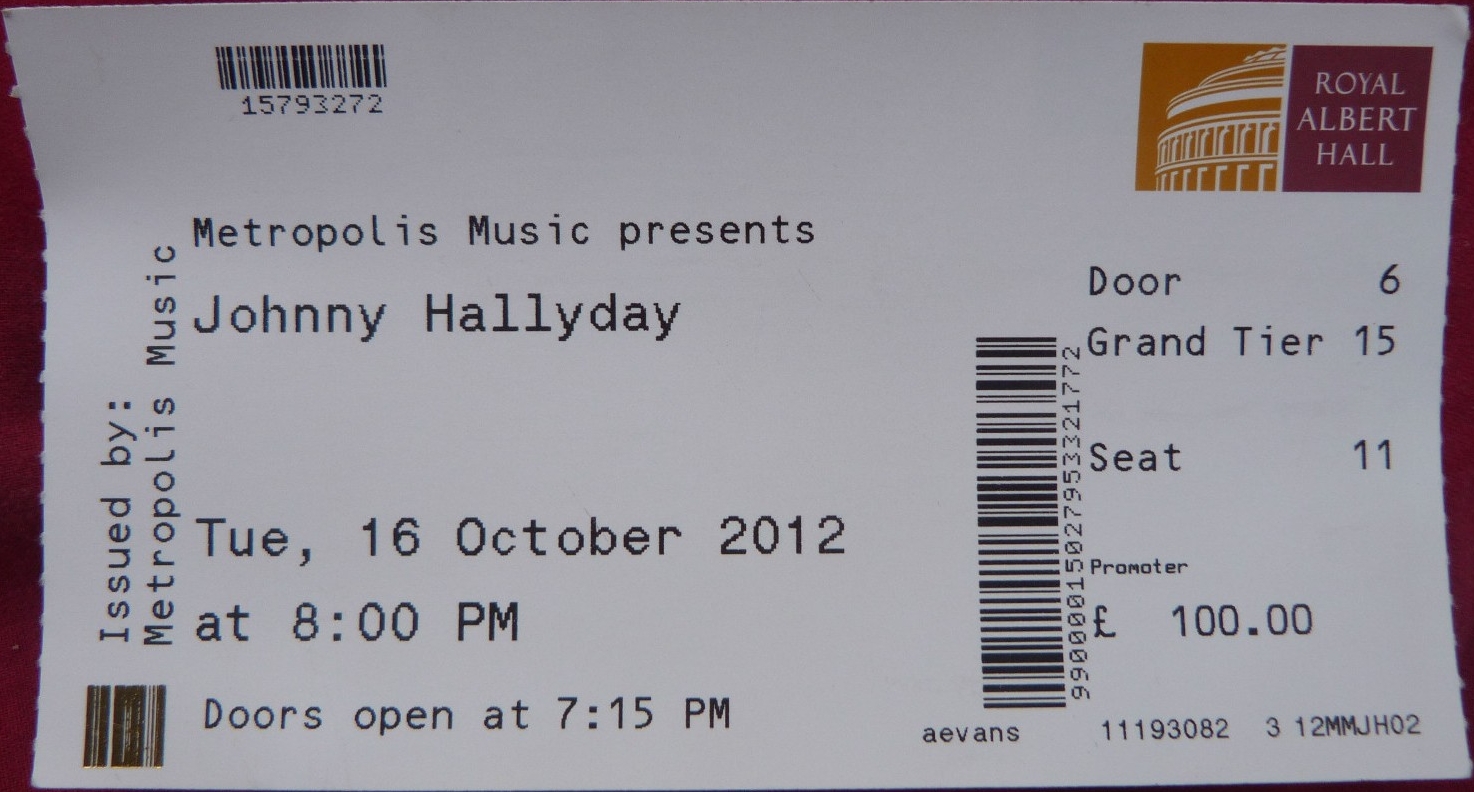 15793272
ROYAL
ALBERT
HALL
Issued by:
Metropolis Music
Metropolis Music presents
Johnny Hallyday
Tue, 16 October 2012
at 8:00 PM
Doors open at 7:15 PM
990000150279533217​72
Door 6
Grand Tier 15
Seat 11
Promoter
£ 100.00
aevans 11193082 3 12MMJH02